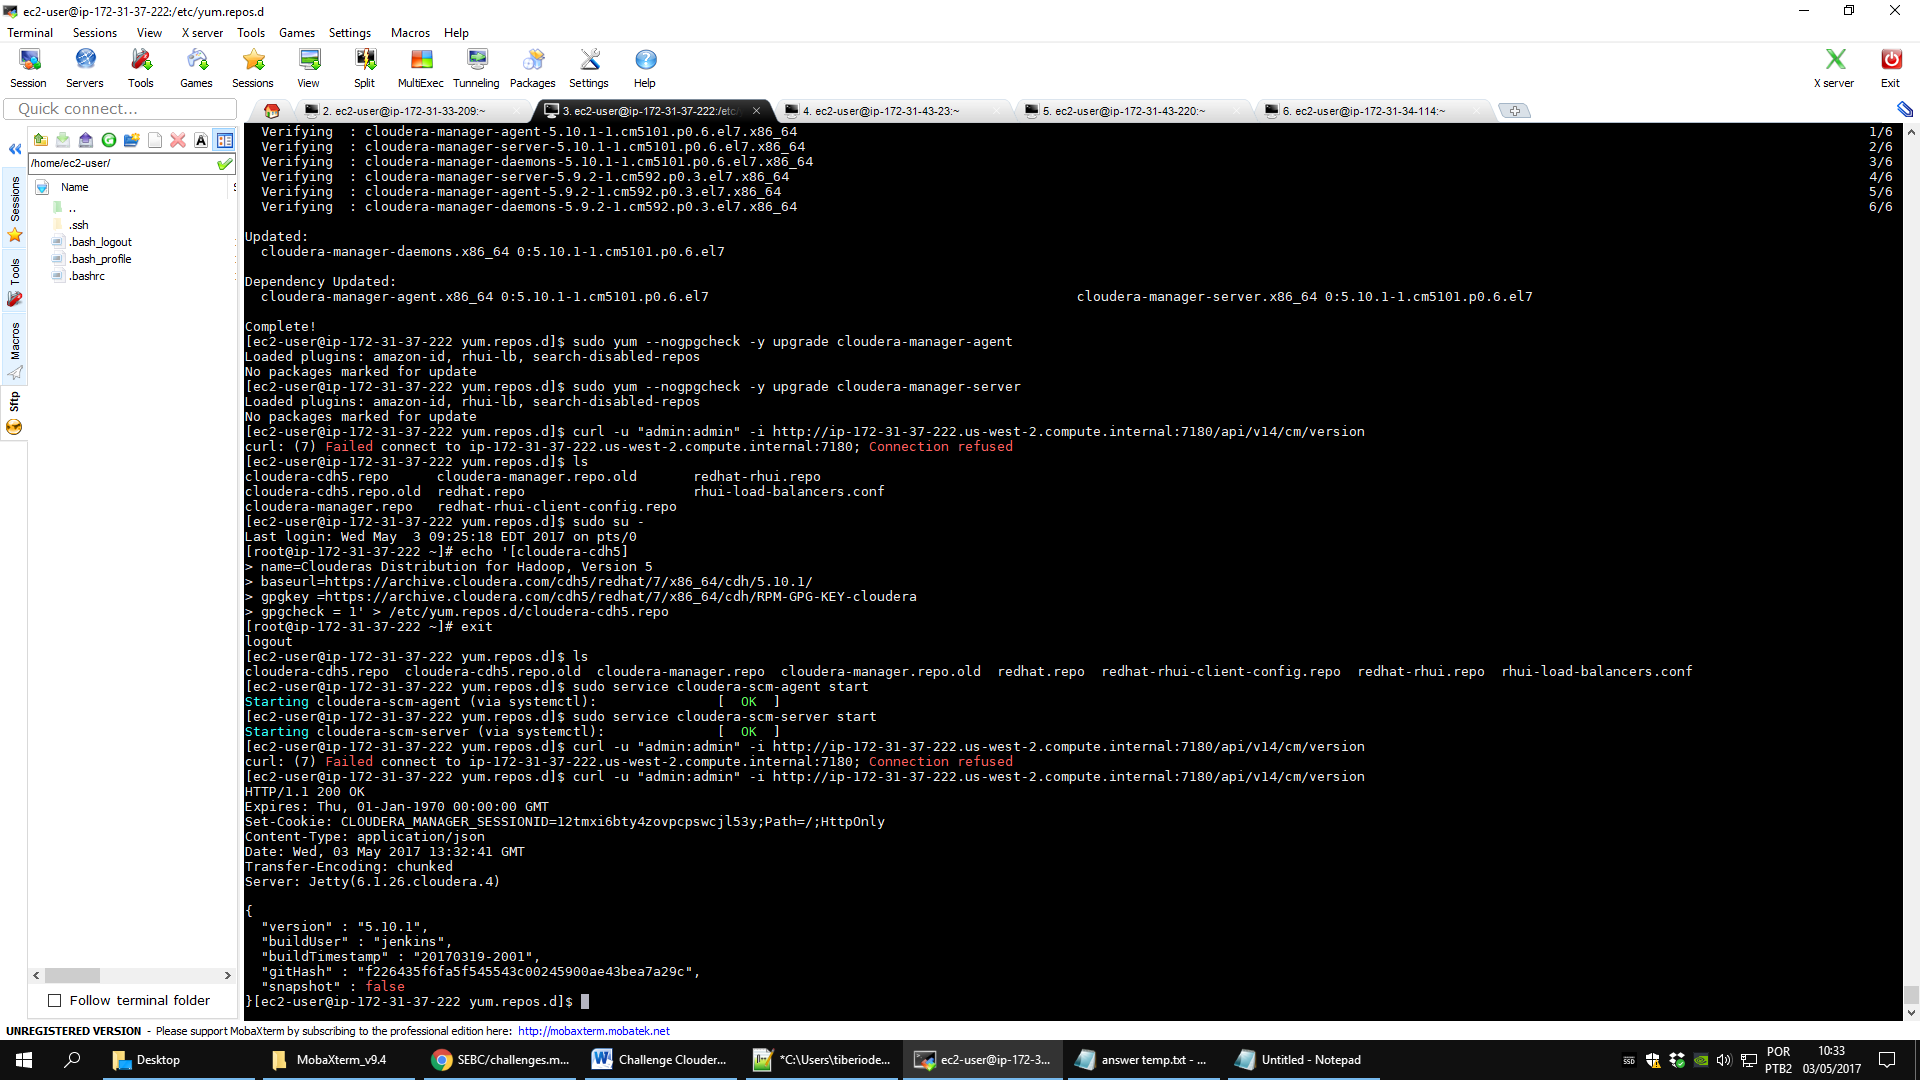 ec2-user@ip-172-31-37-222:/etc/yum.repos.d
Terminal Sessions View X server Tools Games Settings Macros Help
Session Servers Tools Games Sessions View Split MultiExec Tunneling Packages Settings Help X server Exit
Quick connect...
2. ec2-user@ip-172-31-33-209:~ 3. ec2-user@ip-172-31-37-222:/etc/ 4. ec2-user@ip-172-31-43-23:~ 5. ec2-user@ip-172-31-43-220:~ 6. ec2-user@ip-172-31-34-114:~
/home/ec2-user/
Name
..
.ssh
.bash_logout
.bash_profile
.bashrc
Sessions
Tools
Macros
Sftp
Follow terminal folder
Verifying : cloudera-manager-agent-5.10.1-1.cm5101.p0.6.el7.x86_64 1/6
Verifying : cloudera-manager-server-5.10.1-1.cm5101.p0.6.el7.x86_64 2/6
Verifying : cloudera-manager-daemons-5.10.1-1.cm5101.p0.6.el7.x86_64 3/6
Verifying : cloudera-manager-server-5.9.2-1.cm592.p0.3.el7.x86_64 4/6
Verifying : cloudera-manager-agent-5.9.2-1.cm592.p0.3.el7.x86_64 5/6
Verifying : cloudera-manager-daemons-5.9.2-1.cm592.p0.3.el7.x86_64 6/6
Updated:
cloudera-manager-daemons.x86_64 0:5.10.1-1.cm5101.p0.6.el7
Dependency Updated:
cloudera-manager-agent.x86_64 0:5.10.1-1.cm5101.p0.6.el7 cloudera-manager-server.x86_64 0:5.10.1-1.cm5101.p0.6.el7
Complete!
[ec2-user@ip-172-31-37-222 yum.repos.d]$ sudo yum --nogpgcheck -y upgrade cloudera-manager-agent
Loaded plugins: amazon-id, rhui-lb, search-disabled-repos
No packages marked for update
[ec2-user@ip-172-31-37-222 yum.repos.d]$ sudo yum --nogpgcheck -y upgrade cloudera-manager-server
Loaded plugins: amazon-id, rhui-lb, search-disabled-repos
No packages marked for update
[ec2-user@ip-172-31-37-222 yum.repos.d]$ curl -u "admin:admin" -i http://ip-172-31-37-222.us-west-2.compute.internal:7180/api/v14/cm/version
curl: (7) Failed connect to ip-172-31-37-222.us-west-2.compute.internal:7180; Connection refused
[ec2-user@ip-172-31-37-222 yum.repos.d]$ ls
cloudera-cdh5.repo cloudera-manager.repo.old redhat-rhui.repo
cloudera-cdh5.repo.old redhat.repo rhui-load-balancers.conf
cloudera-manager.repo redhat-rhui-client-config.repo
[ec2-user@ip-172-31-37-222 yum.repos.d]$ sudo su -
Last login: Wed May 3 09:25:18 EDT 2017 on pts/0
[root@ip-172-31-37-222 ~]# echo '[cloudera-cdh5]
> name=Clouderas Distribution for Hadoop, Version 5
> baseurl=https://archive.cloudera.com/cdh5/redhat/7/x86_64/cdh/5.10.1/
> gpgkey =https://archive.cloudera.com/cdh5/redhat/7/x86_64/cdh/RPM-GPG-KEY-cloudera
> gpgcheck = 1' > /etc/yum.repos.d/cloudera-cdh5.repo
[root@ip-172-31-37-222 ~]# exit
logout
[ec2-user@ip-172-31-37-222 yum.repos.d]$ ls
cloudera-cdh5.repo cloudera-cdh5.repo.old cloudera-manager.repo cloudera-manager.repo.old redhat.repo redhat-rhui-client-config.repo redhat-rhui.repo rhui-load-balancers.conf
[ec2-user@ip-172-31-37-222 yum.repos.d]$ sudo service cloudera-scm-agent start
Starting cloudera-scm-agent (via systemctl): [ OK ]
[ec2-user@ip-172-31-37-222 yum.repos.d]$ sudo service cloudera-scm-server start
Starting cloudera-scm-server (via systemctl): [ OK ]
[ec2-user@ip-172-31-37-222 yum.repos.d]$ curl -u "admin:admin" -i http://ip-172-31-37-222.us-west-2.compute.internal:7180/api/v14/cm/version
curl: (7) Failed connect to ip-172-31-37-222.us-west-2.compute.internal:7180; Connection refused
[ec2-user@ip-172-31-37-222 yum.repos.d]$ curl -u "admin:admin" -i http://ip-172-31-37-222.us-west-2.compute.internal:7180/api/v14/cm/version
HTTP/1.1 200 OK
Expires: Thu, 01-Jan-1970 00:00:00 GMT
Set-Cookie: CLOUDERA_MANAGER_SESSIONID=12tmxi6bty4zovpcpswcjl53y;Path=/;HttpOnly
Content-Type: application/json
Date: Wed, 03 May 2017 13:32:41 GMT
Transfer-Encoding: chunked
Server: Jetty(6.1.26.cloudera.4)
{
"version" : "5.10.1",
"buildUser" : "jenkins",
"buildTimestamp" : "20170319-2001",
"gitHash" : "f226435f6fa5f545543c00245900ae43bea7a29c",
"snapshot" : false
}[ec2-user@ip-172-31-37-222 yum.repos.d]$
UNREGISTERED VERSION - Please support MobaXterm by subscribing to the professional edition here: http://mobaxterm.mobatek.net
Desktop MobaXterm_v9.4 SEBC/challenges.m... Challenge Clouder... *C:\Users\tiberiode... ec2-user@ip-172-3... answer temp.txt - ... Untitled - Notepad
POR 10:33
PTB2 03/05/2017